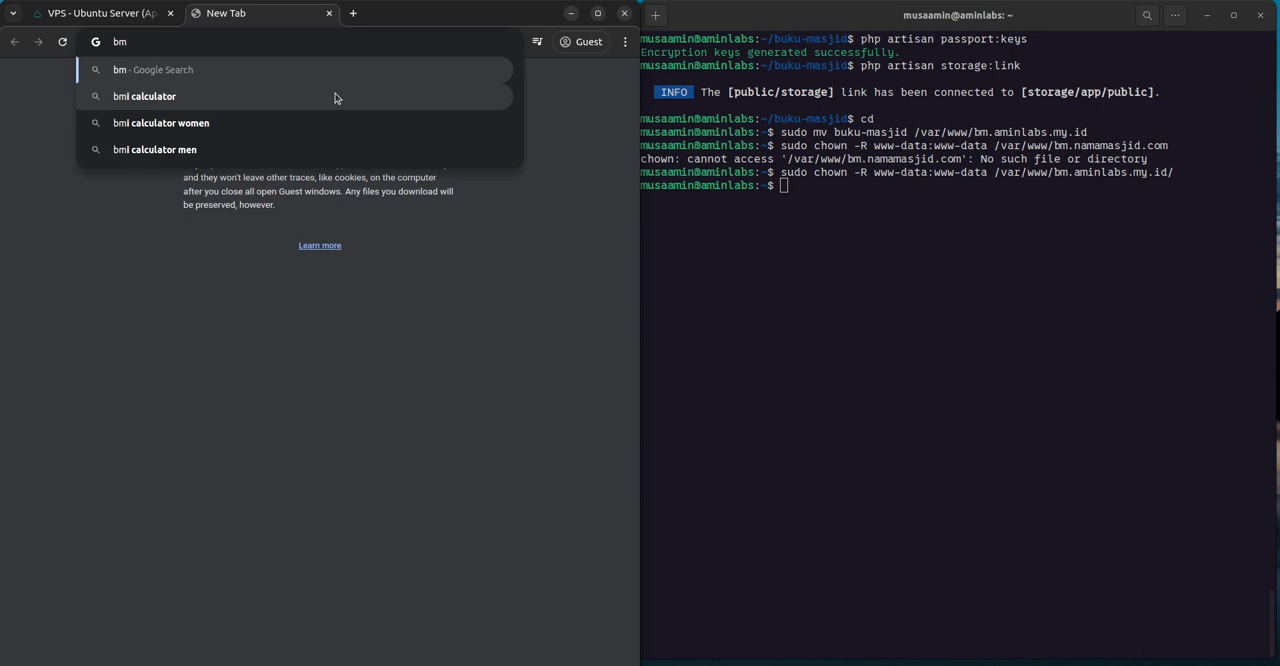 VPS - Ubuntu Server (Ap
New Tab
bm
Guest
bm - Google Search
bmi calculator
bmi calculator women
bmi calculator men
and they won't leave other traces, like cookies, on the computer
after you close all open Guest windows. Any files you download will
be preserved, however.
Learn more
musaamin@aminlabs: ~
musaamin@aminlabs:~/buku-masjid$ php artisan passport:keys
Encryption keys generated successfully.
musaamin@aminlabs:~/buku-masjid$ php artisan storage:link
INFO The [public/storage] link has been connected to [storage/app/public].
musaamin@aminlabs:~/buku-masjid$ cd
musaamin@aminlabs:~$ sudo mv buku-masjid /var/www/bm.aminlabs.my.id
musaamin@aminlabs:~$ sudo chown -R www-data:www-data /var/www/bm.namamasjid.com
chown: cannot access '/var/www/bm.namamasjid.com': No such file or directory
musaamin@aminlabs:~$ sudo chown -R www-data:www-data /var/www/bm.aminlabs.my.id/
musaamin@aminlabs:~$